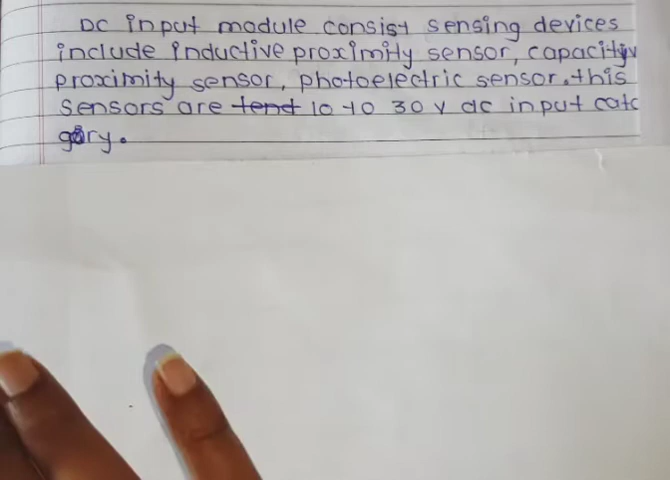 DC input module consist sensing devices
include inductive proximity sensor, capacitiv
proximity sensor, photoelectric sensor. this
sensors are tend 10 to 30 v dc input cato
gory.